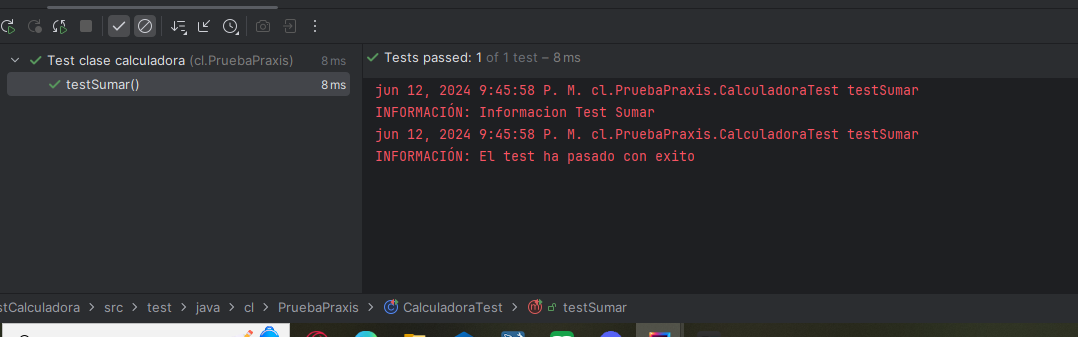 Test clase calculadora (cl.PruebaPraxis) 8 ms
testSumar() 8 ms
Tests passed: 1 of 1 test – 8 ms
jun 12, 2024 9:45:58 P. M. cl.PruebaPraxis.CalculadoraTest testSumar
INFORMACIÓN: Informacion Test Sumar
jun 12, 2024 9:45:58 P. M. cl.PruebaPraxis.CalculadoraTest testSumar
INFORMACIÓN: El test ha pasado con exito
stCalculadora > src > test > java > cl > PruebaPraxis > CalculadoraTest > testSumar